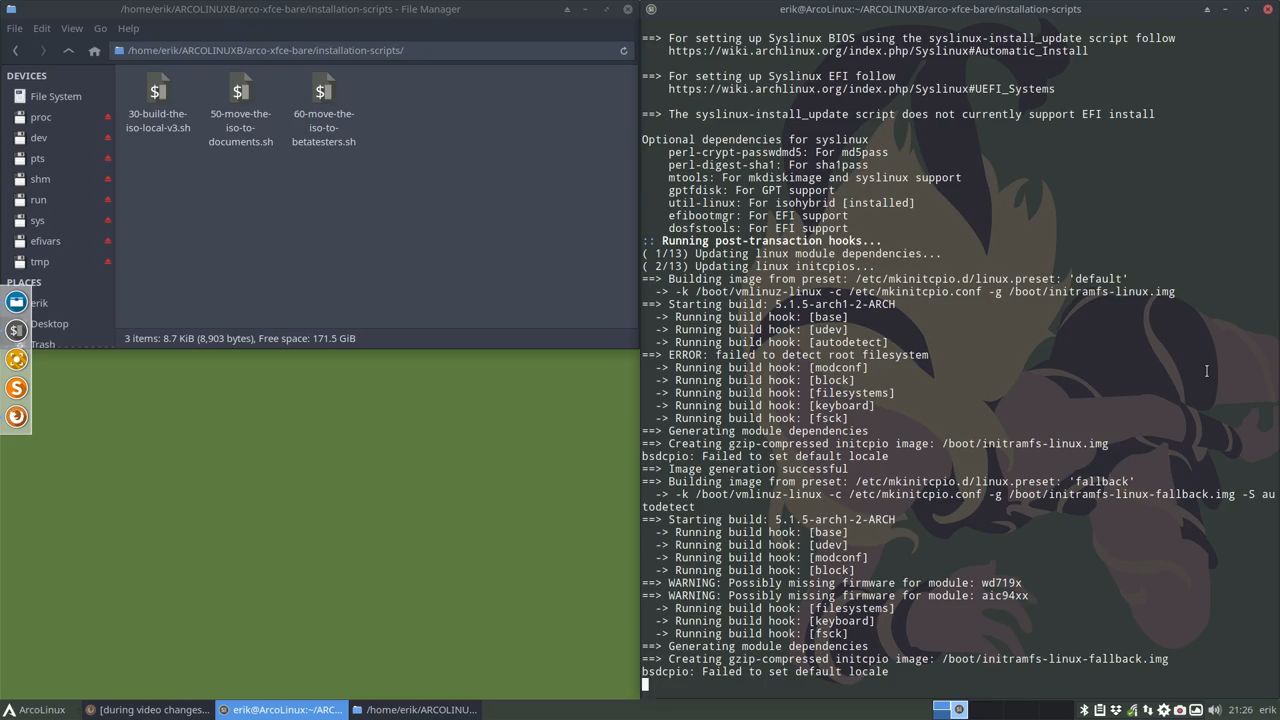 /home/erik/ARCOLINUXB/arco-xfce-bare/installation-scripts - File Manager
File Edit View Go Help
/home/erik/ARCOLINUXB/arco-xfce-bare/installation-scripts/
DEVICES
File System
proc
dev
pts
shm
run
sys
efivars
tmp
PLACES
erik
Desktop
Trash
30-build-the-
iso-local-v3.sh
50-move-the-
iso-to-
documents.sh
60-move-the-
iso-to-
betatesters.sh
3 items: 8.7 KiB (8,903 bytes), Free space: 171.5 GiB
erik@ArcoLinux:~/ARCOLINUXB/arco-xfce-bare/installation-scripts
==> For setting up Syslinux BIOS using the syslinux-install_update script follow
https://wiki.archlinux.org/index.php/Syslinux#Automatic_Install
==> For setting up Syslinux EFI follow
https://wiki.archlinux.org/index.php/Syslinux#UEFI_Systems
==> The syslinux-install_update script does not currently support EFI install
Optional dependencies for syslinux
perl-crypt-passwdmd5: For md5pass
perl-digest-sha1: For sha1pass
mtools: For mkdiskimage and syslinux support
gptfdisk: For GPT support
util-linux: For isohybrid [installed]
efibootmgr: For EFI support
dosfstools: For EFI support
:: Running post-transaction hooks...
( 1/13) Updating linux module dependencies...
( 2/13) Updating linux initcpios...
==> Building image from preset: /etc/mkinitcpio.d/linux.preset: 'default'
-> -k /boot/vmlinuz-linux -c /etc/mkinitcpio.conf -g /boot/initramfs-linux.img
==> Starting build: 5.1.5-arch1-2-ARCH
-> Running build hook: [base]
-> Running build hook: [udev]
-> Running build hook: [autodetect]
==> ERROR: failed to detect root filesystem
-> Running build hook: [modconf]
-> Running build hook: [block]
-> Running build hook: [filesystems]
-> Running build hook: [keyboard]
-> Running build hook: [fsck]
==> Generating module dependencies
==> Creating gzip-compressed initcpio image: /boot/initramfs-linux.img
bsdcpio: Failed to set default locale
==> Image generation successful
==> Building image from preset: /etc/mkinitcpio.d/linux.preset: 'fallback'
-> -k /boot/vmlinuz-linux -c /etc/mkinitcpio.conf -g /boot/initramfs-linux-fallback.img -S au
todetect
==> Starting build: 5.1.5-arch1-2-ARCH
-> Running build hook: [base]
-> Running build hook: [udev]
-> Running build hook: [modconf]
-> Running build hook: [block]
==> WARNING: Possibly missing firmware for module: wd719x
==> WARNING: Possibly missing firmware for module: aic94xx
-> Running build hook: [filesystems]
-> Running build hook: [keyboard]
-> Running build hook: [fsck]
==> Generating module dependencies
==> Creating gzip-compressed initcpio image: /boot/initramfs-linux-fallback.img
bsdcpio: Failed to set default locale
ArcoLinux
[during video changes...
erik@ArcoLinux:~/ARC...
/home/erik/ARCOLINU...
21:26 erik